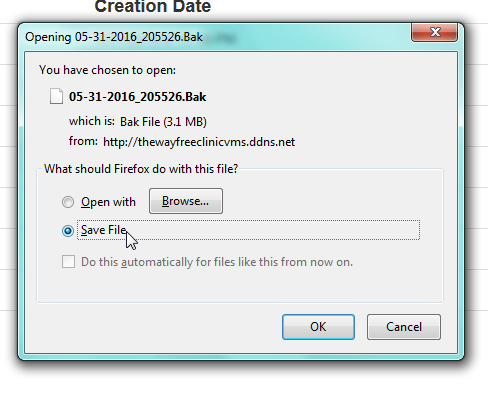 Creation Date
Opening 05-31-2016_205526.Bak
You have chosen to open:
05-31-2016_205526.Bak
which is: Bak File (3.1 MB)
from: http://thewayfreeclinicvms.ddns.net
What should Firefox do with this file?
Open with Browse...
Save File
Do this automatically for files like this from now on.
OK Cancel